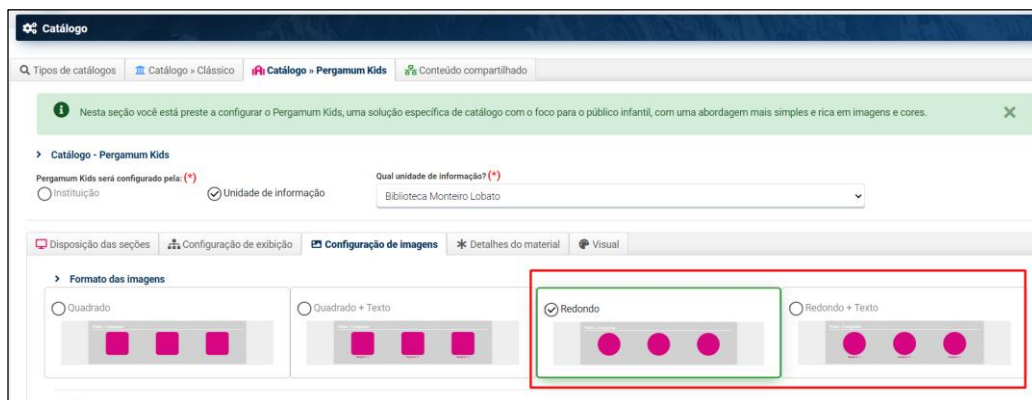 Catálogo
Tipos de catálogos
Catálogo » Clássico
Catálogo » Pergamum Kids
Conteúdo compartilhado
Nesta seção você está preste a configurar o Pergamum Kids, uma solução específica de catálogo com o foco para o público infantil, com uma abordagem mais simples e rica em imagens e cores.
Catálogo - Pergamum Kids
Pergamum Kids será configurado pela: (*)
Instituição
Unidade de informação
Qual unidade de informação? (*)
Biblioteca Monteiro Lobato
Disposição das seções
Configuração de exibição
Configuração de imagens
Detalhes do material
Visual
Formato das imagens
Quadrado
Quadrado + Texto
Redondo
Redondo + Texto